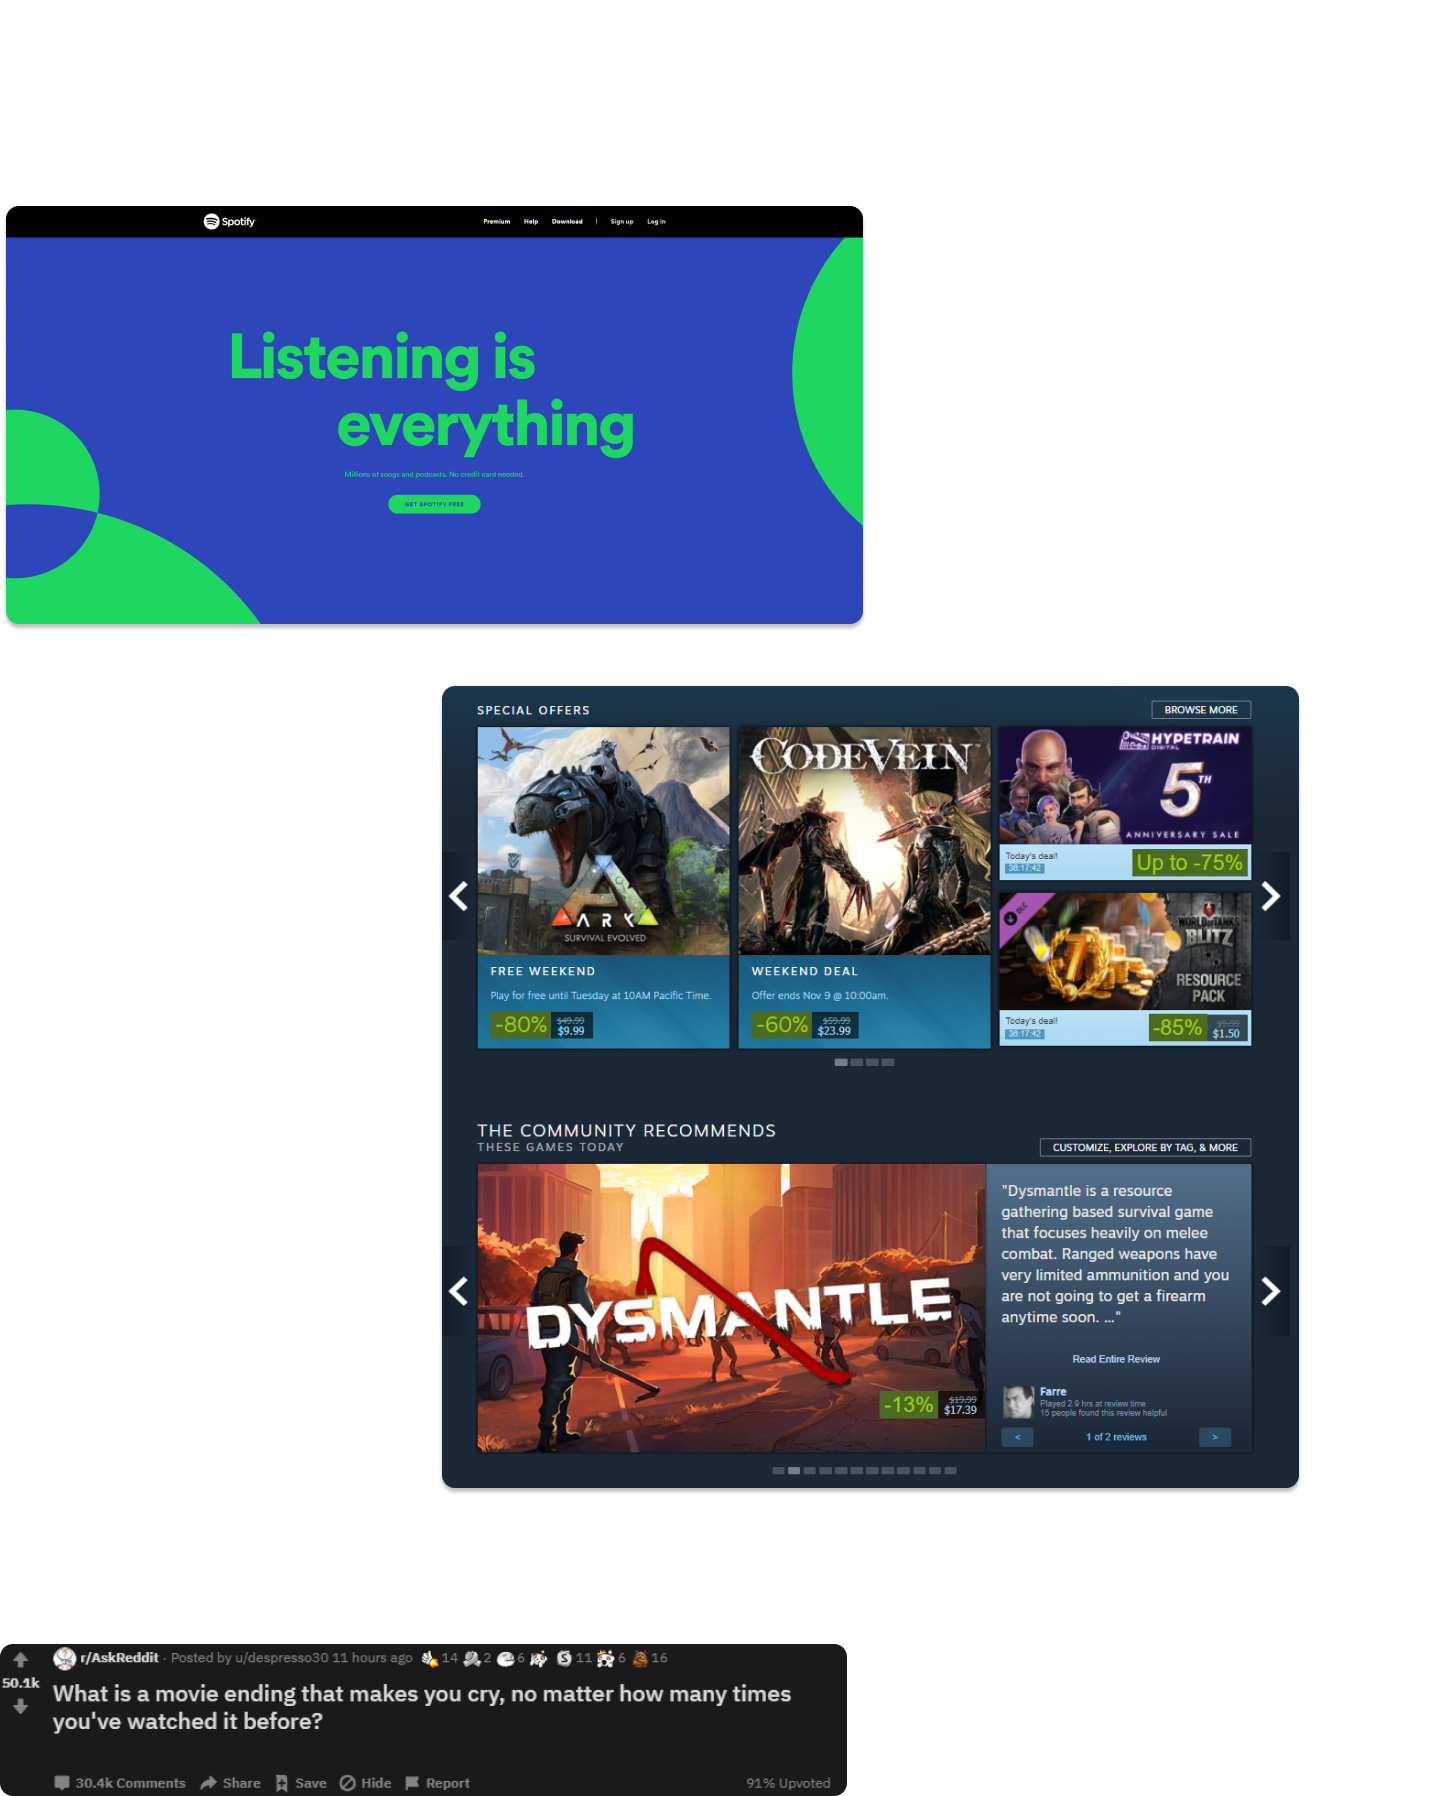 Spotify
Premium Help Download | Sign up Log in
Listening is
everything
Millions of songs and podcasts. No credit card needed.
GET SPOTIFY FREE
SPECIAL OFFERS
BROWSE MORE
ARK
SURVIVAL EVOLVED
FREE WEEKEND
Play for free until Tuesday at 10AM Pacific Time.
-80% $49.99
$9.99
CODE VEIN
WEEKEND DEAL
Offer ends Nov 9 @ 10:00am.
-60% $59.99
$23.99
HYPETRAIN
DIGITAL
5TH
ANNIVERSARY SALE
Today's deal!
38:17:42
Up to -75%
DLC
WORLD OF TANKS
BLITZ
7
RESOURCE
PACK
Today's deal!
38:17:42
-85% $9.99
$1.50
THE COMMUNITY RECOMMENDS
THESE GAMES TODAY
CUSTOMIZE, EXPLORE BY TAG, & MORE
DYSMANTLE
-13% $19.99
$17.39
"Dysmantle is a resource
gathering based survival game
that focuses heavily on melee
combat. Ranged weapons have
very limited ammunition and you
are not going to get a firearm
anytime soon. ..."
Read Entire Review
Farre
Played 2.9 hrs at review time
15 people found this review helpful
< 1 of 2 reviews >
r/AskReddit · Posted by u/despresso30 11 hours ago 14 2 6 S 11 6 16
50.1k
What is a movie ending that makes you cry, no matter how many times
you've watched it before?
30.4k Comments Share Save Hide Report 91% Upvoted